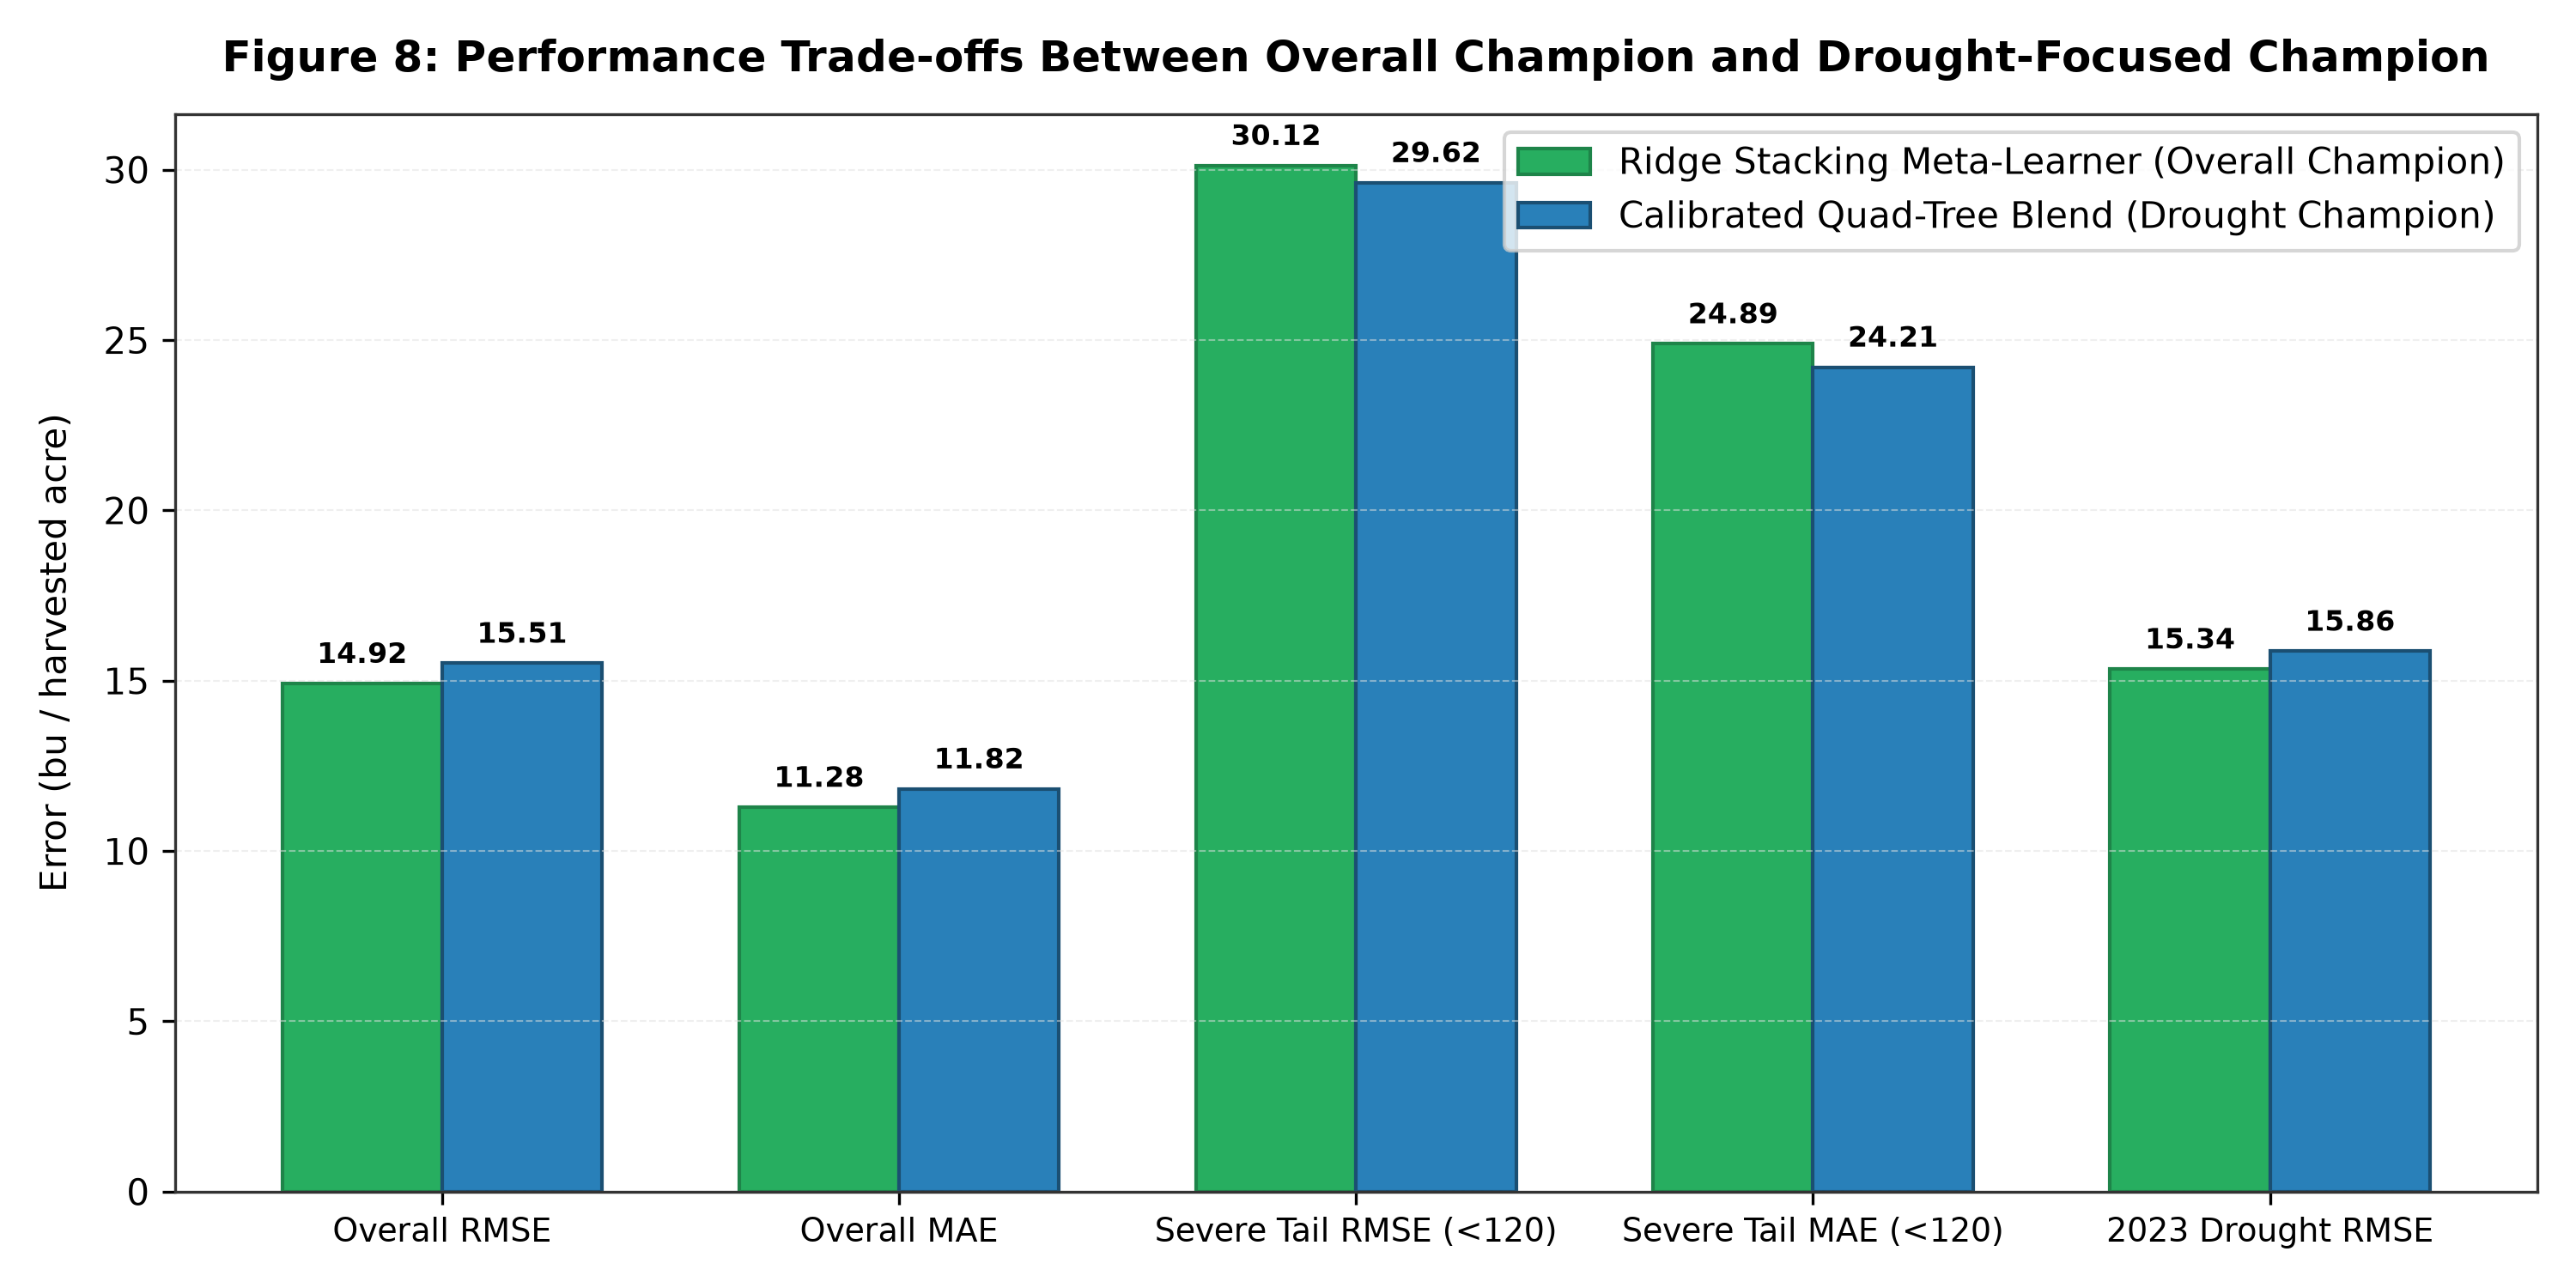 Figure 8: Performance Trade-offs Between Overall Champion and Drought-Focused Champion
Ridge Stacking Meta-Learner (Overall Champion)
Calibrated Quad-Tree Blend (Drought Champion)
Error (bu / harvested acre)
30
25
20
15
10
5
0
14.92
15.51
11.28
11.82
30.12
29.62
24.89
24.21
15.34
15.86
Overall RMSE
Overall MAE
Severe Tail RMSE (<120)
Severe Tail MAE (<120)
2023 Drought RMSE